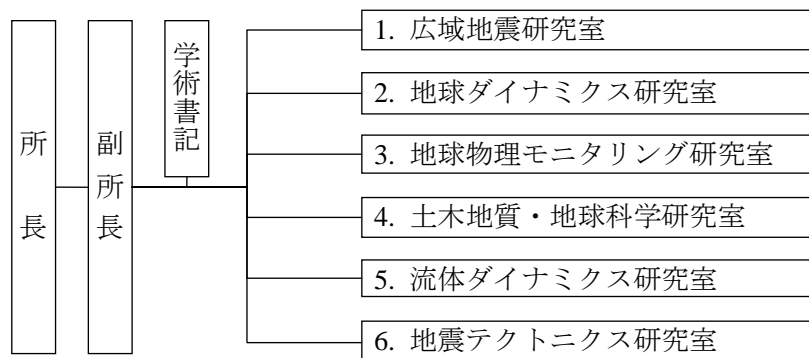 所長
副所長
学術書記
1. 広域地震研究室
2. 地球ダイナミクス研究室
3. 地球物理モニタリング研究室
4. 土木地質・地球科学研究室
5. 流体ダイナミクス研究室
6. 地震テクトニクス研究室